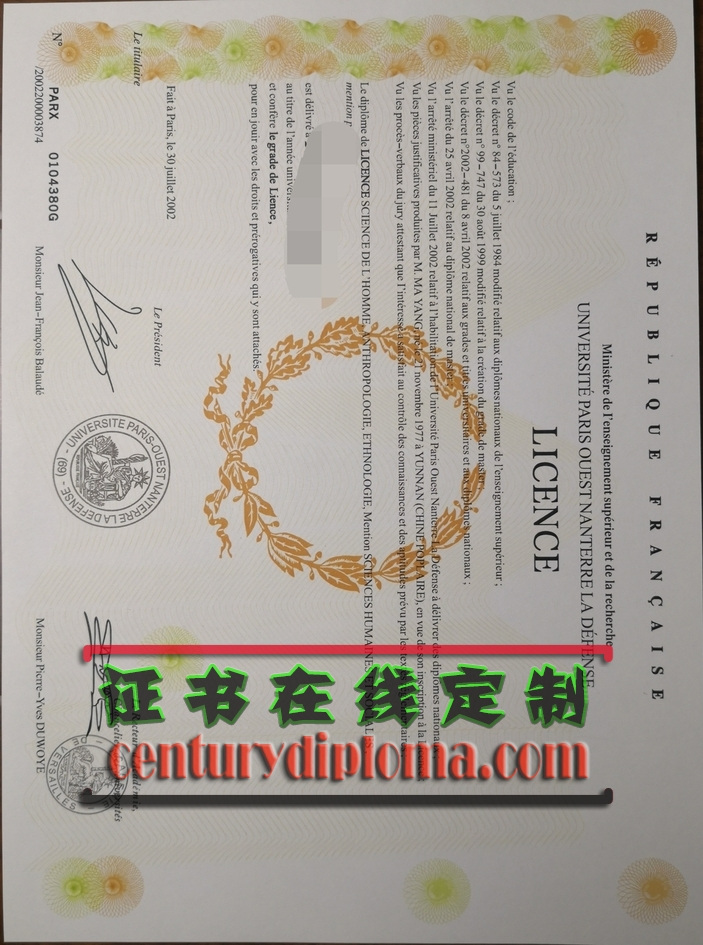 RÉPUBLIQUE FRANÇAISE
Ministère de l'enseignement supérieur et de la recherche
UNIVERSITÉ PARIS OUEST NANTERRE LA DÉFENSE
LICENCE
Vu le code de l'éducation ;
Vu le décret n° 84-573 du 5 juillet 1984 modifié relatif aux diplômes nationaux de l'enseignement supérieur ;
Vu le décret n° 99-747 du 30 août 1999 modifié relatif à la création du grade de master ;
Vu le décret n°2002-481 du 8 avril 2002 relatif aux grades et titres universitaires et aux diplômes nationaux ;
Vu l'arrêté du 25 avril 2002 relatif au diplôme national de master
Vu l'arrêté ministériel du 11 Juillet 2002 relatif à l'habilitation de l'Université Paris Ouest Nanterre La Défense à délivrer des diplomes nationaux
Vu les pièces justificatives produites par M. MA YANG, né le 21 novembre 1977 à YUNNAN (CHINE POPLAIRE), en vue de son inscription à la
Vu les procès-verbaux du jury attestant que l'intéressé a satisfait au contrôle des connaissances et des aptitudes prévu par les
Le diplôme de LICENCE SCIENCE DE L'HOMME, ANTHROPOLOGIE, ETHNOLOGIE, Mention SCIENCES HUMAINES
mention
est délivré à
au titre de l'année
et confère le grade de Lience,
pour en jouir avec les droits et prérogatives qui y sont attachés.
Fait à Paris, le 30 juillet 2002
Le titulaire
Le Président
N°
PARX 0104380G
/2002200003874
Monsieur Jean-François Balaudé
Monsieur Pierre-Yves DUWOYE
UNIVERSITÉ PARIS-OUEST NANTERRE LA DÉFENSE - (169) -
VERSAILLES
证书在线定制
centurydiploma.com